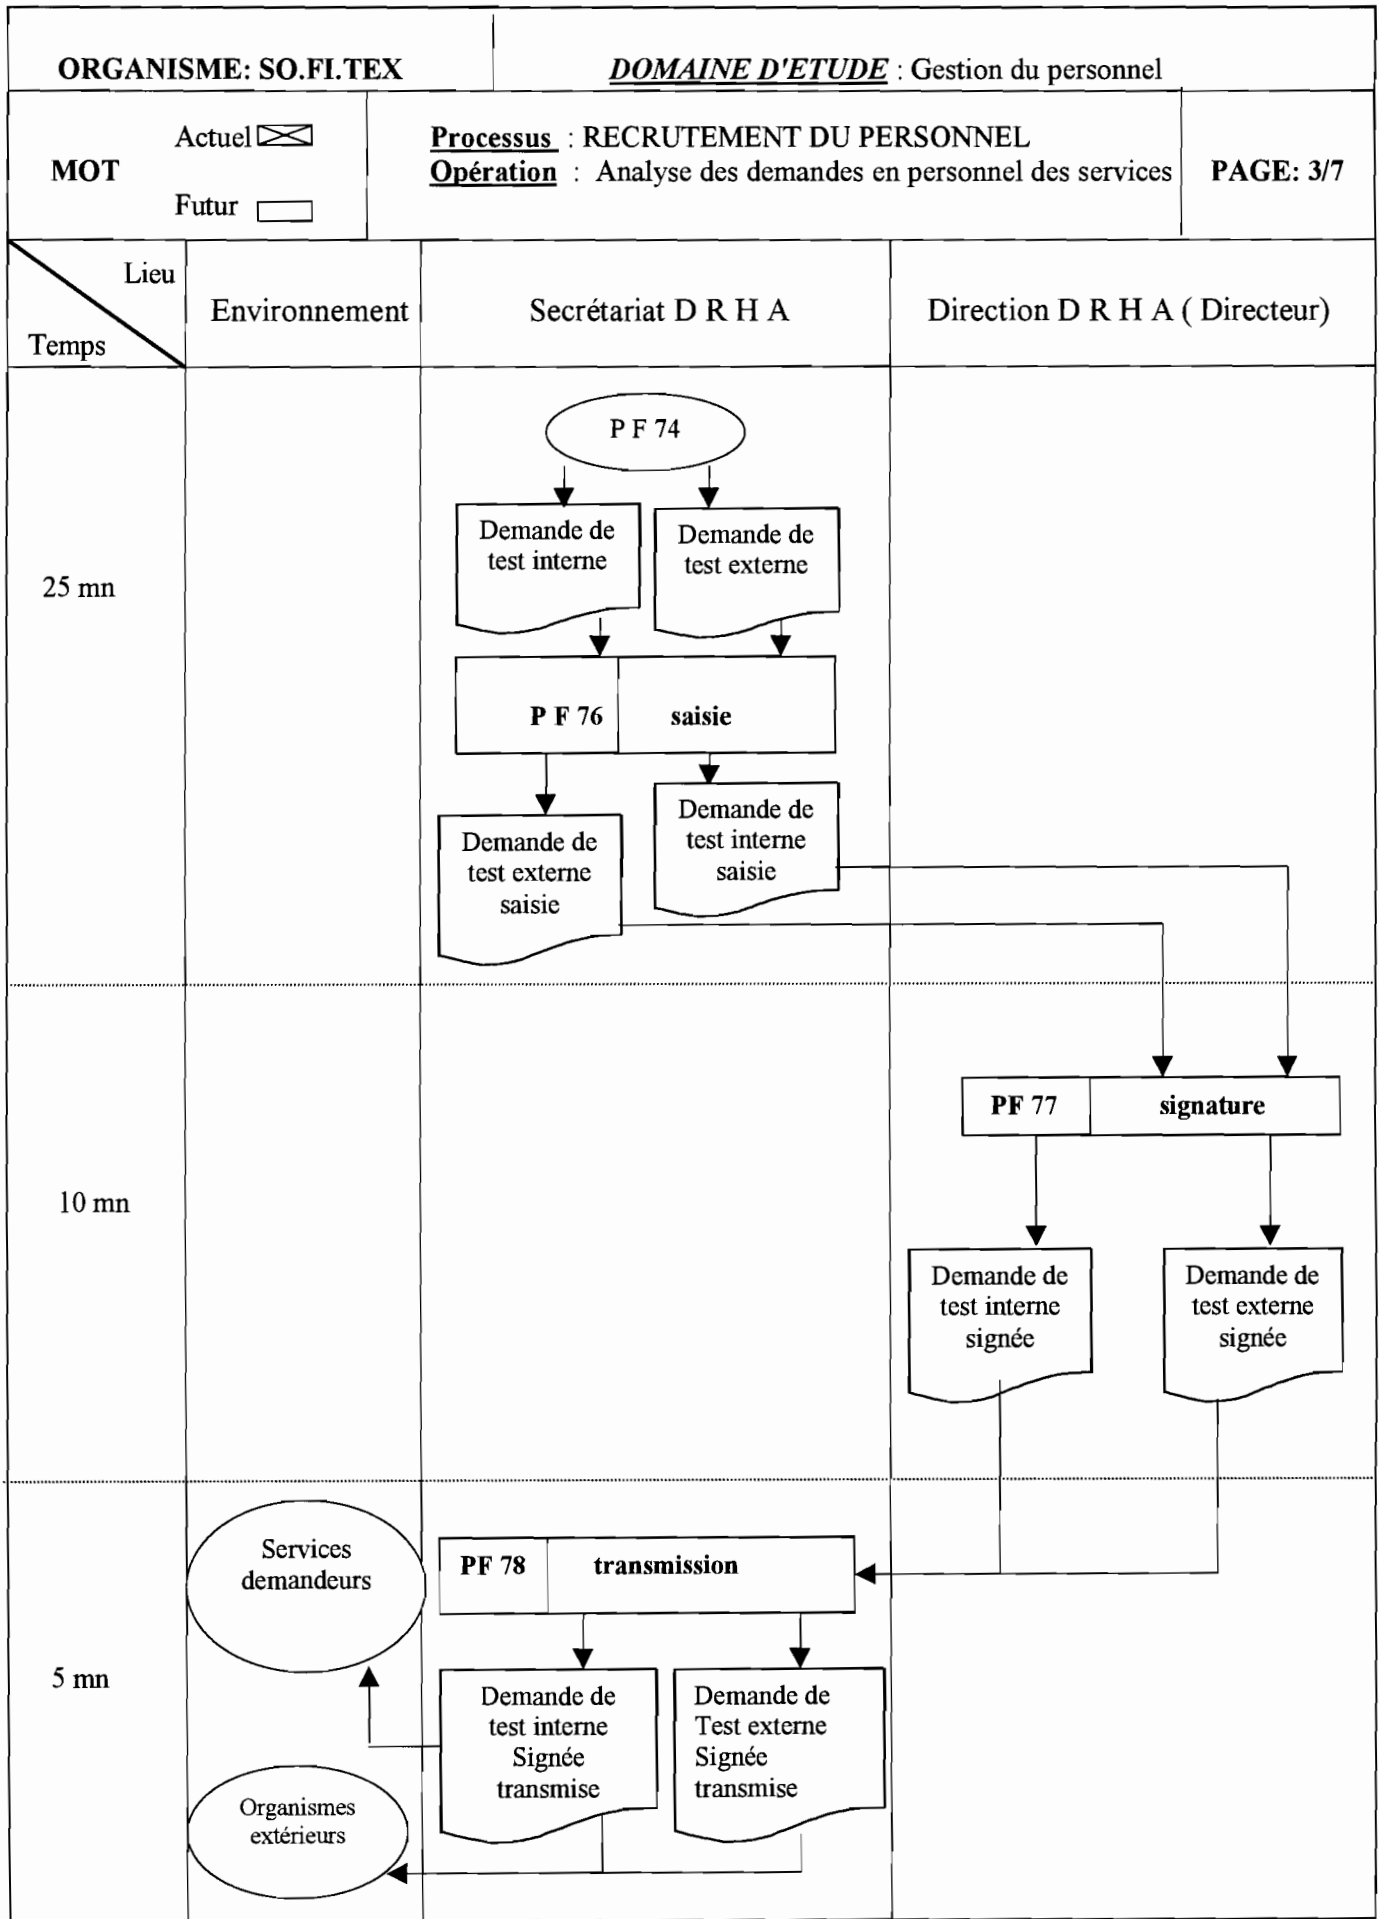 ORGANISME: SO.FI.TEX
DOMAINE D'ETUDE : Gestion du personnel
Actuel
MOT
Futur
Processus : RECRUTEMENT DU PERSONNEL
Opération : Analyse des demandes en personnel des services
PAGE: 3/7
Lieu
Temps
Environnement
Secrétariat D R H A
Direction D R H A ( Directeur)
25 mn
P F 74
Demande de
test interne
Demande de
test externe
P F 76
saisie
Demande de
test externe
saisie
Demande de
test interne
saisie
10 mn
PF 77
signature
Demande de
test interne
signée
Demande de
test externe
signée
5 mn
Services
demandeurs
PF 78
transmission
Demande de
test interne
Signée
transmise
Demande de
Test externe
Signée
transmise
Organismes
extérieurs